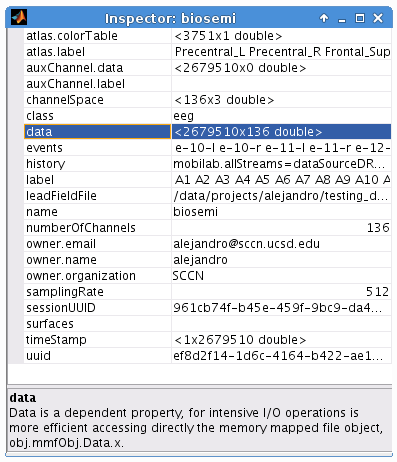 Inspector: biosemi
atlas.colorTable <3751x1 double>
atlas.label Precentral_L Precentral_R Frontal_Sup
auxChannel.data <2679510x0 double>
auxChannel.label
channelSpace <136x3 double>
class eeg
data <2679510x136 double>
events e-10-l e-10-r e-11-l e-11-r e-12-
history mobilab.allStreams=dataSourceDR...
label A1 A2 A3 A4 A5 A6 A7 A8 A9 A10 A
leadFieldFile /data/projects/alejandro/testing_d...
name biosemi
numberOfChannels 136
owner.email alejandro@sccn.ucsd.edu
owner.name alejandro
owner.organization SCCN
samplingRate 512
sessionUUID 961cb74f-b45e-459f-9bc9-da4...
surfaces
timeStamp <1x2679510 double>
uuid ef8d2f14-1d6c-4164-b422-ae1...
data
Data is a dependent property, for intensive I/O operations is
more efficient accessing directly the memory mapped file object,
obj.mmfObj.Data.x.